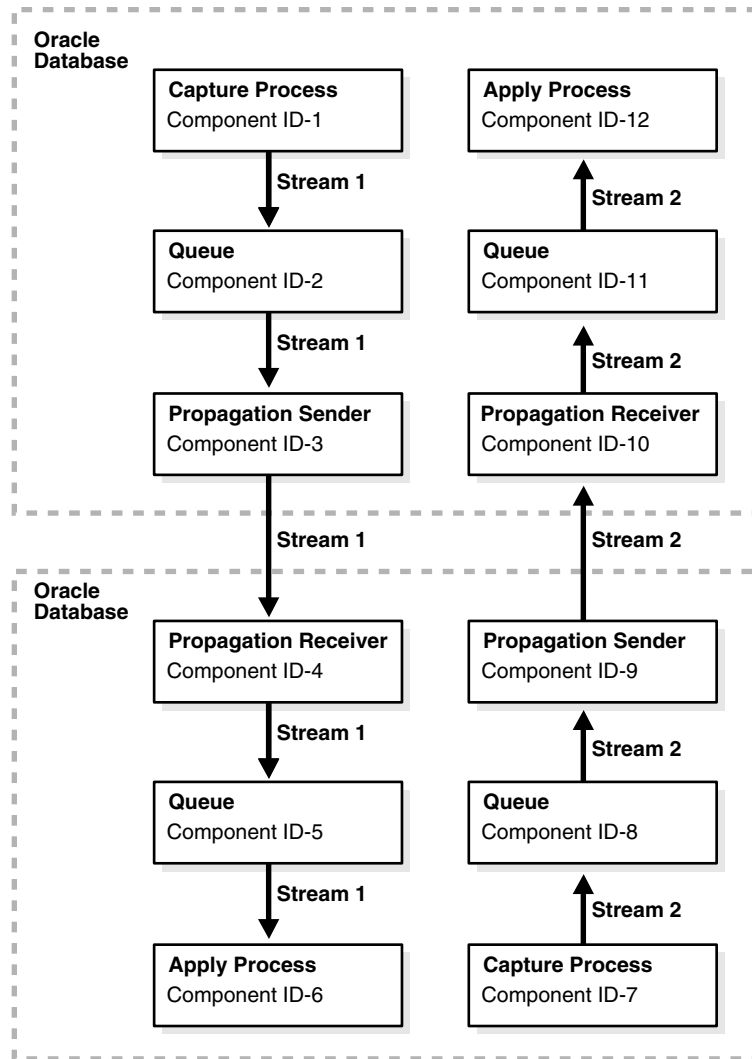 Oracle
Database
Capture Process
Component ID-1
Apply Process
Component ID-12
Stream 1
Stream 2
Queue
Component ID-2
Queue
Component ID-11
Stream 1
Stream 2
Propagation Sender
Component ID-3
Propagation Receiver
Component ID-10
Stream 1
Stream 2
Oracle
Database
Propagation Receiver
Component ID-4
Propagation Sender
Component ID-9
Stream 1
Stream 2
Queue
Component ID-5
Queue
Component ID-8
Stream 1
Stream 2
Apply Process
Component ID-6
Capture Process
Component ID-7